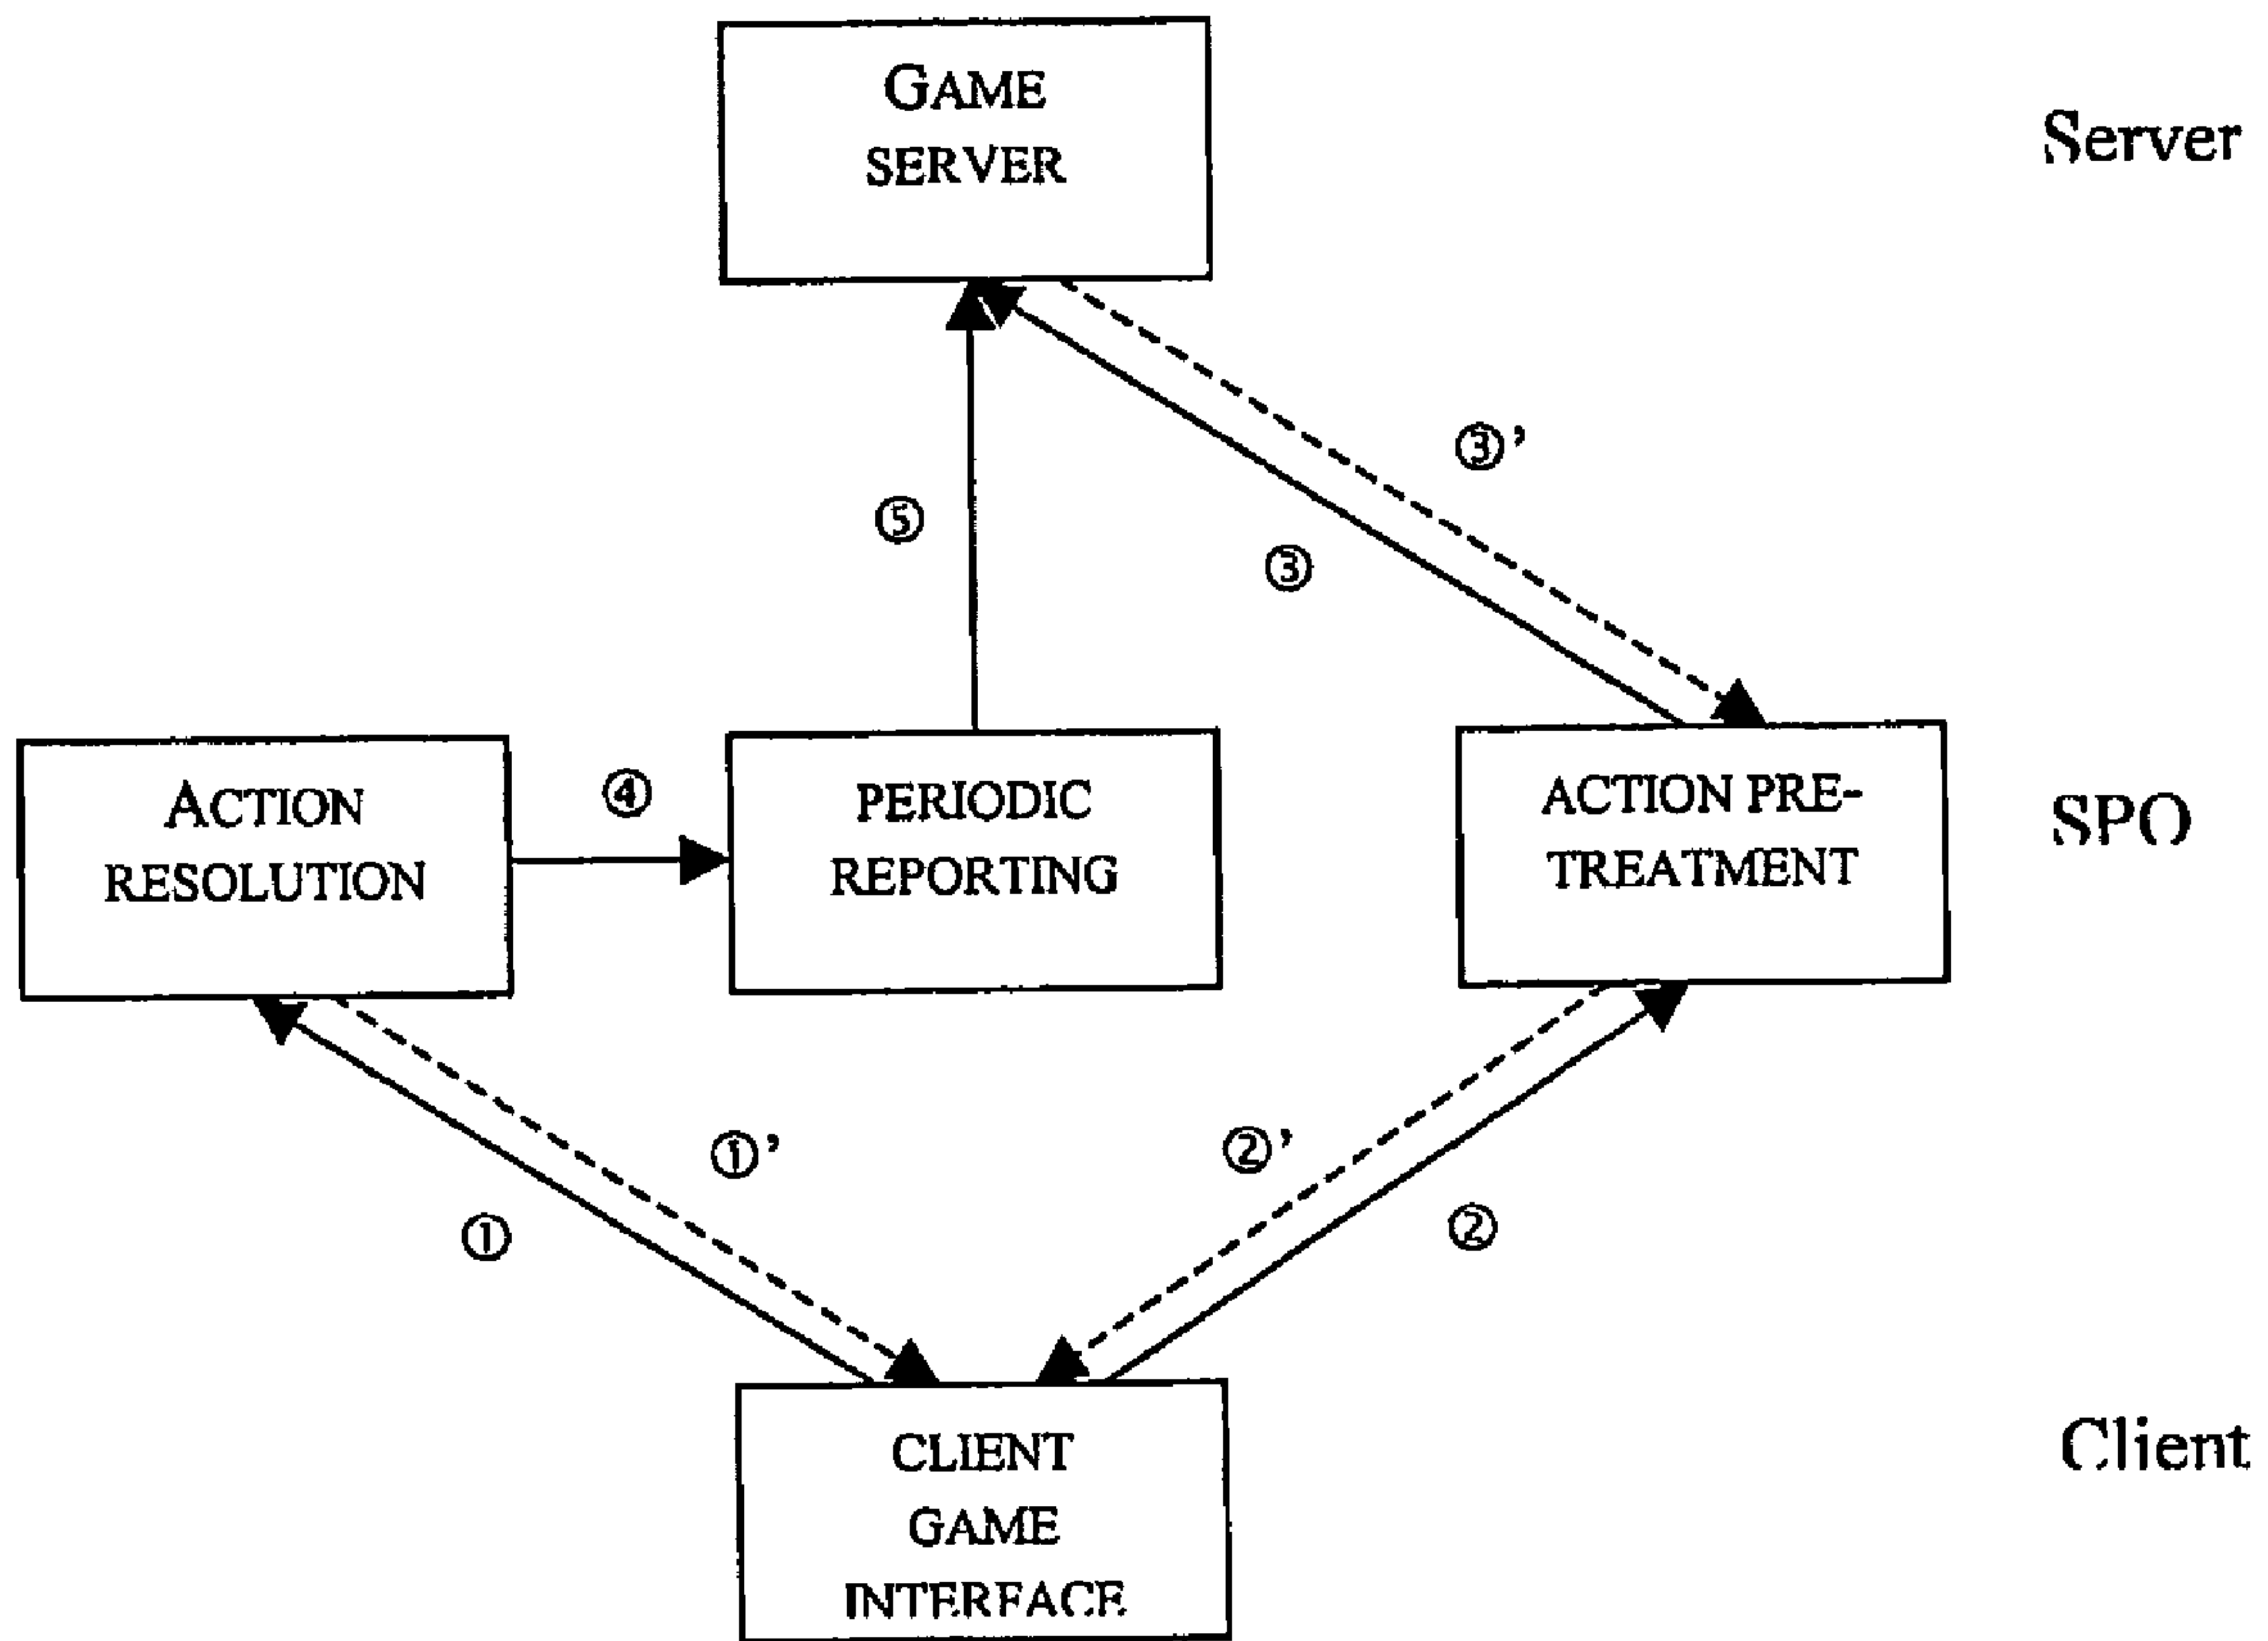 GAME
SERVER
Server
③'
⑤
③
ACTION
RESOLUTION
④
PERIODIC
REPORTING
ACTION PRE-
TREATMENT
SPO
①'
②'
①
②
CLIENT
GAME
INTERFACE
Client